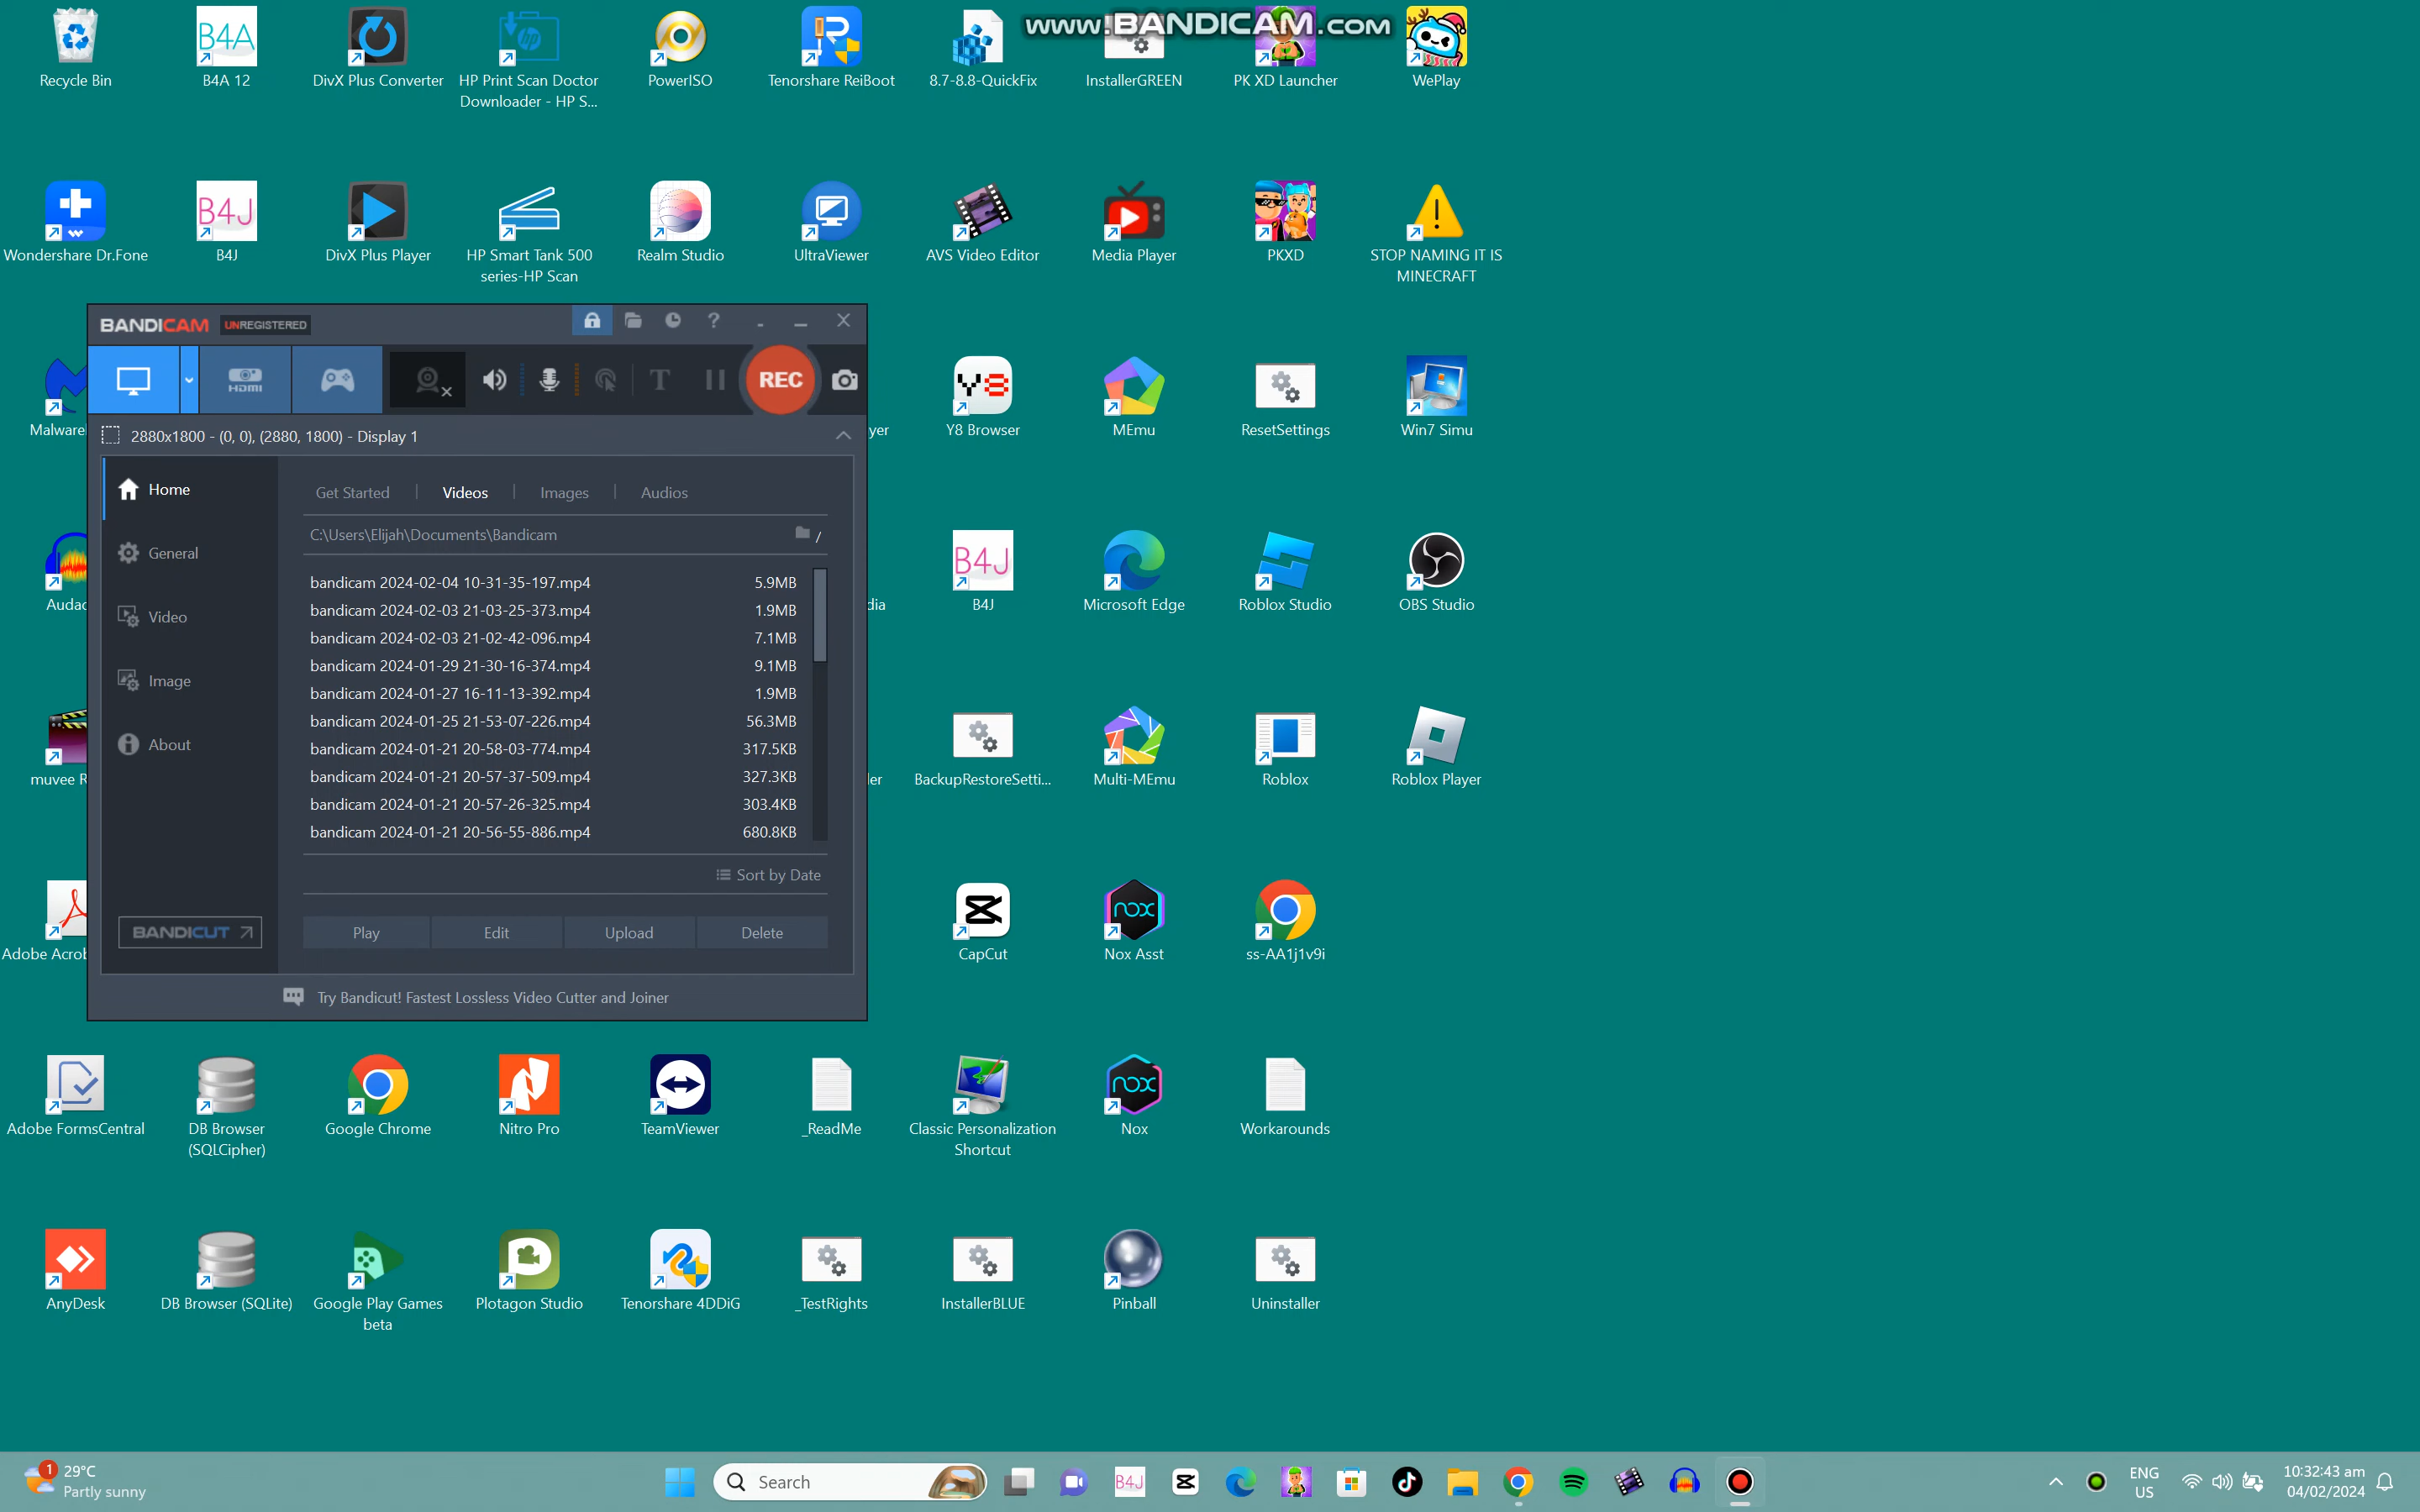 www.BANDICAM.com
Recycle Bin
B4A 12
DivX Plus Converter
HP Print Scan Doctor
Downloader - HP S...
PowerISO
Tenorshare ReiBoot
8.7-8.8-QuickFix
InstallerGREEN
PK XD Launcher
WePlay
Wondershare Dr.Fone
B4J
DivX Plus Player
HP Smart Tank 500
series-HP Scan
Realm Studio
UltraViewer
AVS Video Editor
Media Player
PKXD
STOP NAMING IT IS
MINECRAFT
BANDICAM UNREGISTERED
HDMI
T
REC
2880x1800 - (0, 0), (2880, 1800) - Display 1
Home
General
Video
Image
About
BANDICUT
Get Started | Videos | Images | Audios
C:\Users\Elijah\Documents\Bandicam /
bandicam 2024-02-04 10-31-35-197.mp4 5.9MB
bandicam 2024-02-03 21-03-25-373.mp4 1.9MB
bandicam 2024-02-03 21-02-42-096.mp4 7.1MB
bandicam 2024-01-29 21-30-16-374.mp4 9.1MB
bandicam 2024-01-27 16-11-13-392.mp4 1.9MB
bandicam 2024-01-25 21-53-07-226.mp4 56.3MB
bandicam 2024-01-21 20-58-03-774.mp4 317.5KB
bandicam 2024-01-21 20-57-37-509.mp4 327.3KB
bandicam 2024-01-21 20-57-26-325.mp4 303.4KB
bandicam 2024-01-21 20-56-55-886.mp4 680.8KB
Sort by Date
Play Edit Upload Delete
Try Bandicut! Fastest Lossless Video Cutter and Joiner
Malware
yer
Y8 Browser
MEmu
ResetSettings
Win7 Simu
Audac
dia
B4J
Microsoft Edge
Roblox Studio
OBS Studio
muvee R
ler
BackupRestoreSetti...
Multi-MEmu
Roblox
Roblox Player
Adobe Acrob
CapCut
Nox Asst
ss-AA1j1v9i
Adobe FormsCentral
DB Browser
(SQLCipher)
Google Chrome
Nitro Pro
TeamViewer
_ReadMe
Classic Personalization
Shortcut
Nox
Workarounds
AnyDesk
DB Browser (SQLite)
Google Play Games
beta
Plotagon Studio
Tenorshare 4DDiG
_TestRights
InstallerBLUE
Pinball
Uninstaller
1
29°C
Partly sunny
Search
ENG
US
10:32:43 am
04/02/2024